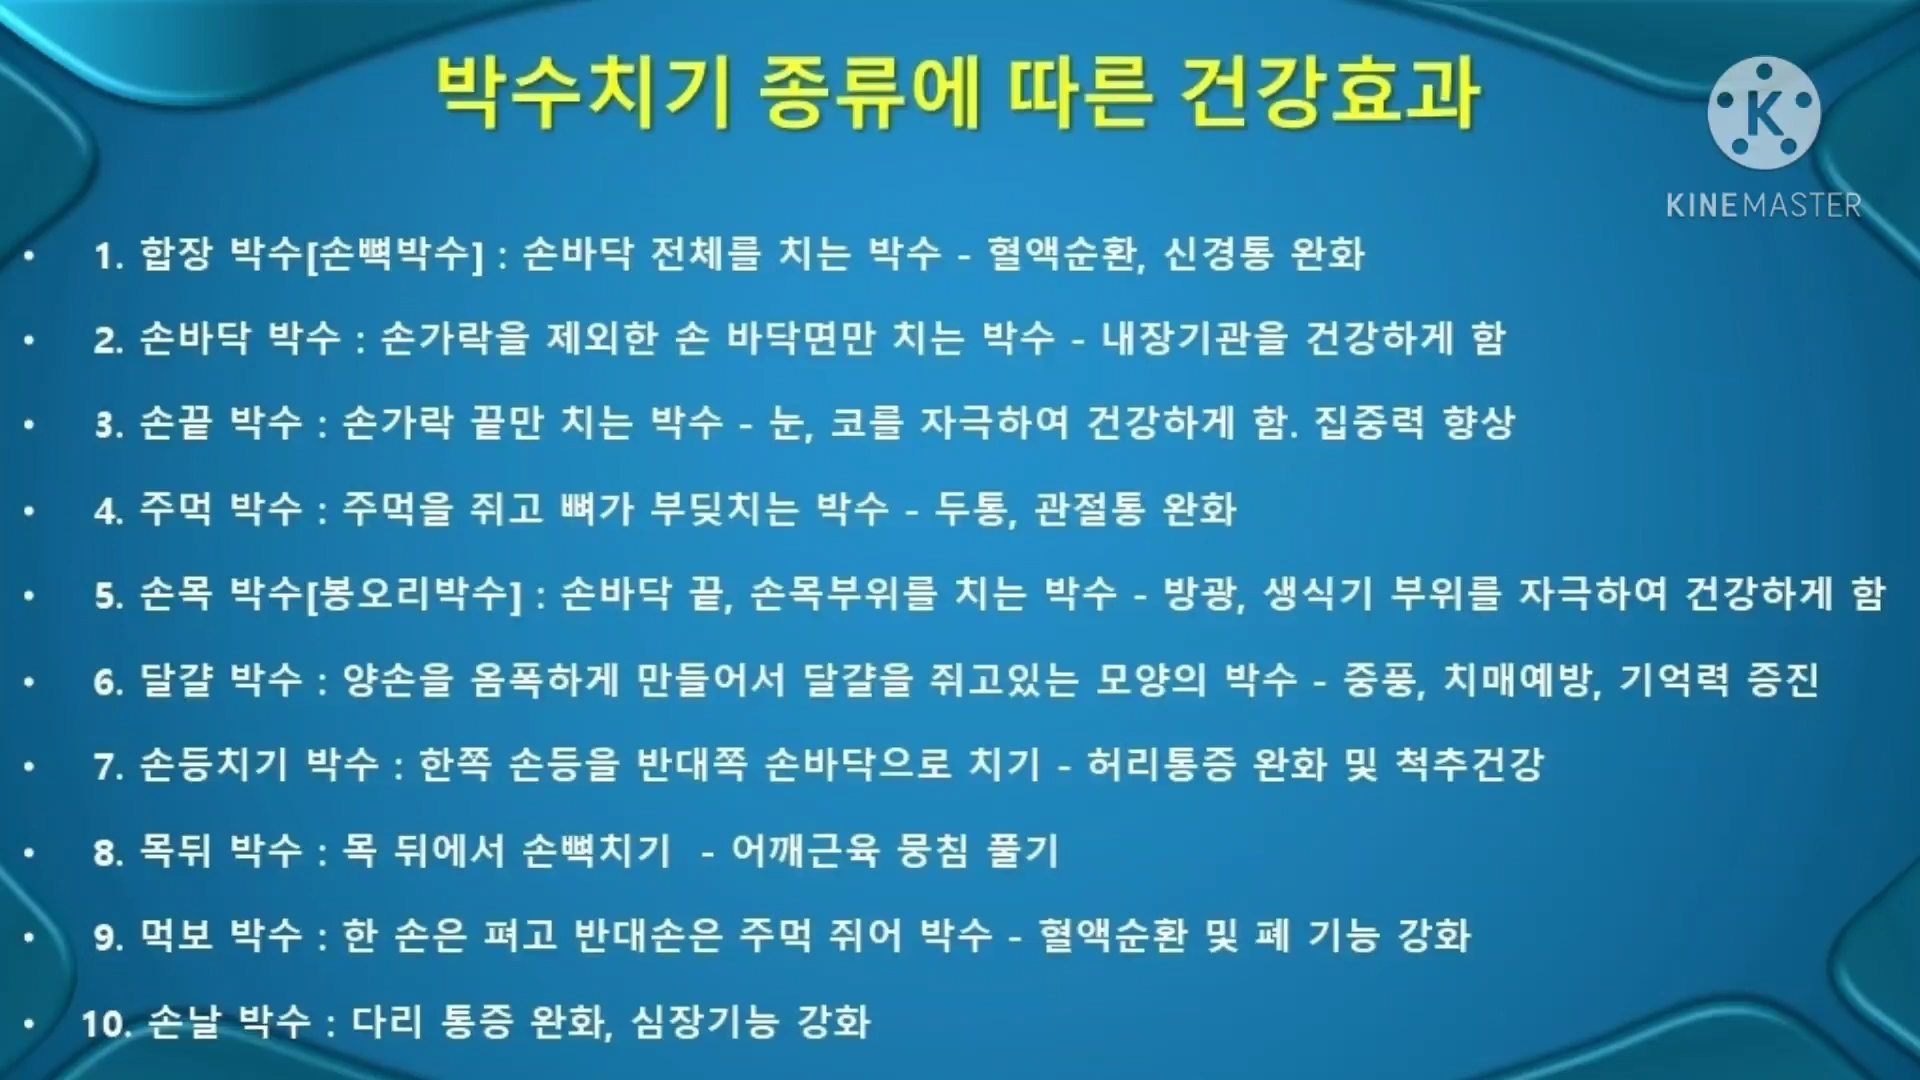 박수치기 종류에 따른 건강효과
K
KINEMASTER
• 1. 합장 박수[손뼉박수] : 손바닥 전체를 치는 박수 - 혈액순환, 신경통 완화
• 2. 손바닥 박수 : 손가락을 제외한 손 바닥면만 치는 박수 - 내장기관을 건강하게 함
• 3. 손끝 박수 : 손가락 끝만 치는 박수 - 눈, 코를 자극하여 건강하게 함. 집중력 향상
• 4. 주먹 박수 : 주먹을 쥐고 뼈가 부딪치는 박수 - 두통, 관절통 완화
• 5. 손목 박수[봉오리박수] : 손바닥 끝, 손목부위를 치는 박수 - 방광, 생식기 부위를 자극하여 건강하게 함
• 6. 달걀 박수 : 양손을 옴폭하게 만들어서 달걀을 쥐고있는 모양의 박수 - 중풍, 치매예방, 기억력 증진
• 7. 손등치기 박수 : 한쪽 손등을 반대쪽 손바닥으로 치기 - 허리통증 완화 및 척추건강
• 8. 목뒤 박수 : 목 뒤에서 손뼉치기 - 어깨근육 뭉침 풀기
• 9. 먹보 박수 : 한 손은 펴고 반대손은 주먹 쥐어 박수 - 혈액순환 및 폐 기능 강화
• 10. 손날 박수 : 다리 통증 완화, 심장기능 강화